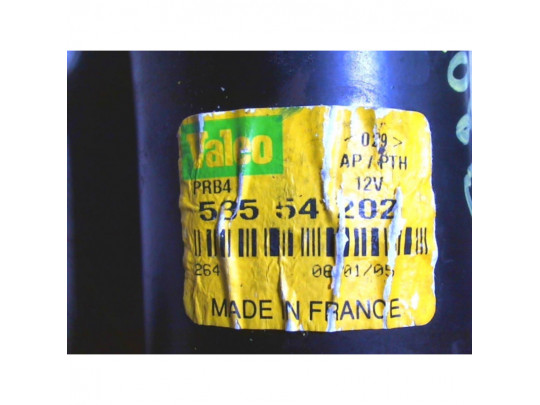 Valeo
< 029 >
AP / PTH
PRB4
12V
535 54 202
264
08/01/05
MADE IN FRANCE